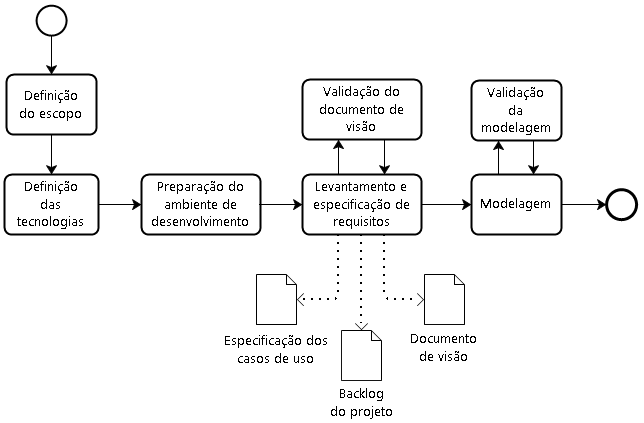 Definição
do escopo
Validação do
documento de
visão
Validação
da
modelagem
Definição
das
tecnologias
Preparação do
ambiente de
desenvolvimento
Levantamento e
especificação de
requisitos
Modelagem
Especificação dos
casos de uso
Backlog
do projeto
Documento
de visão